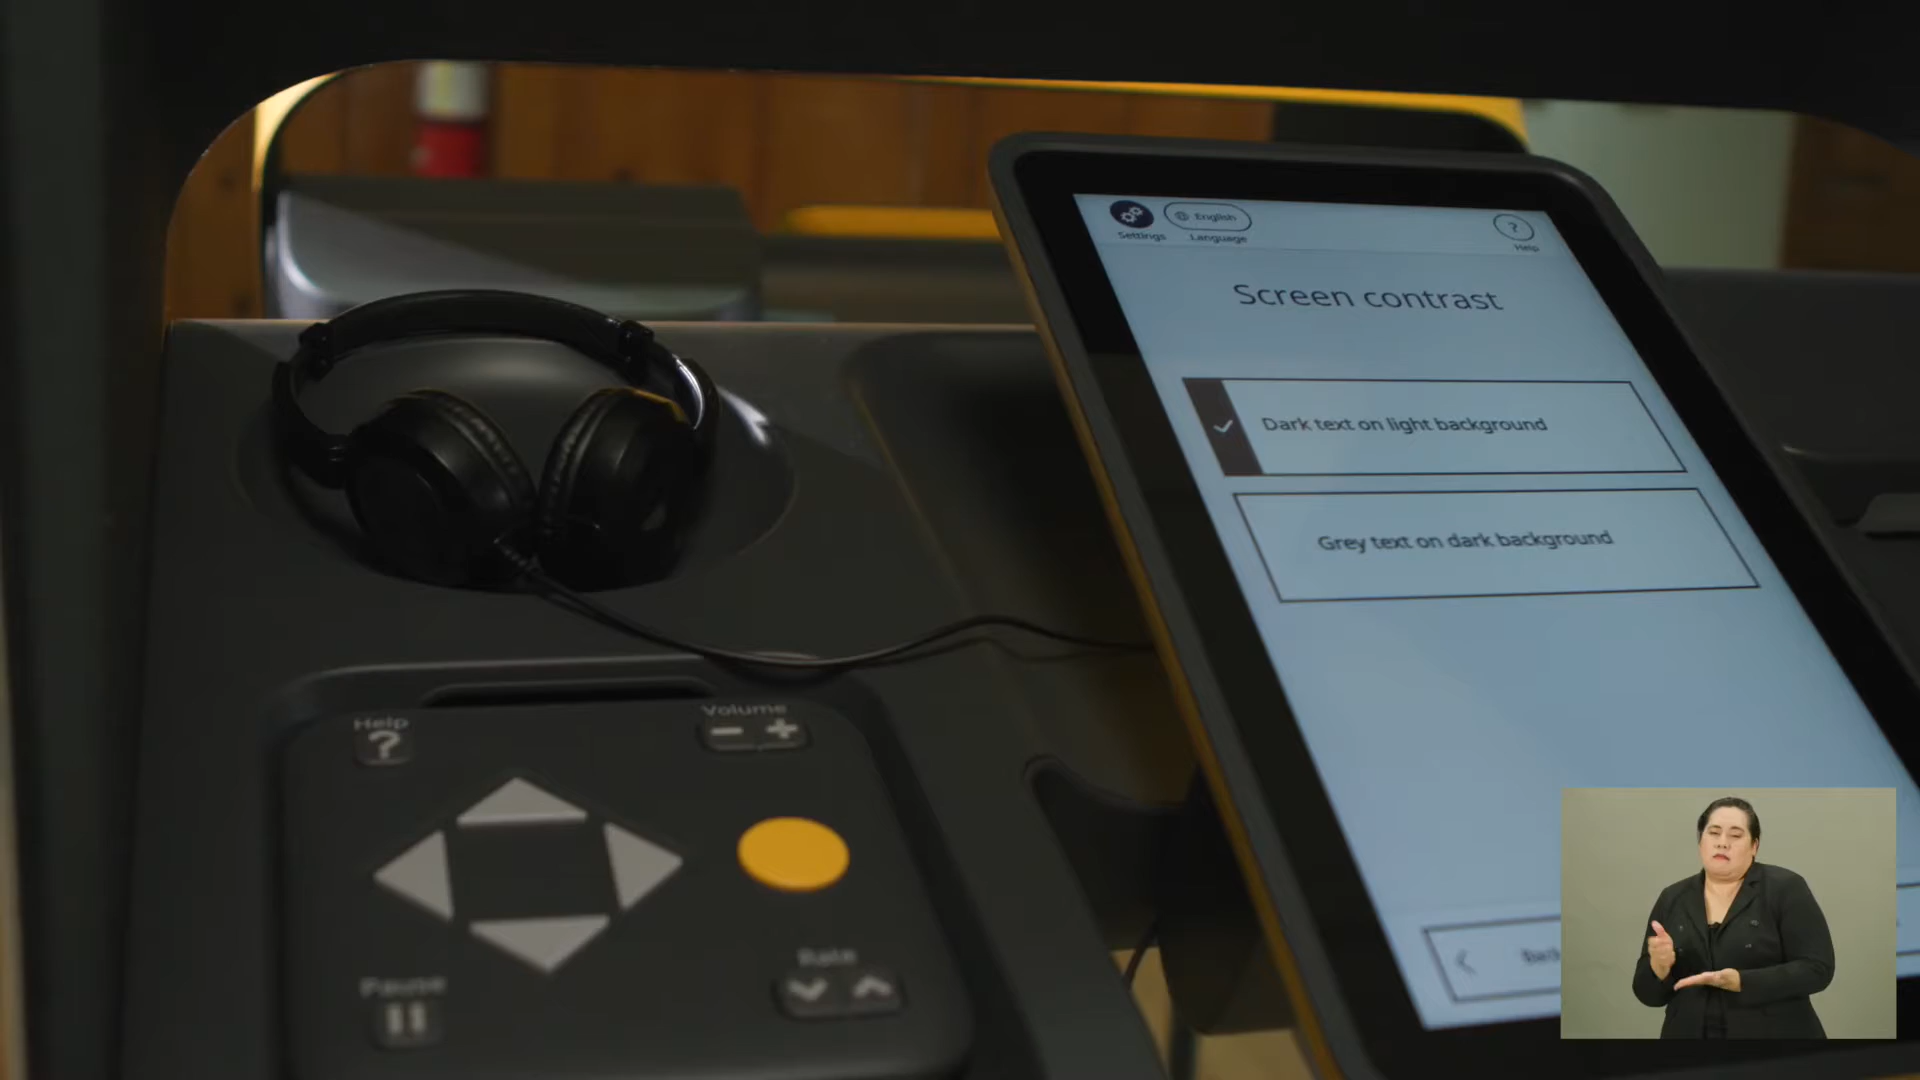 English
Settings
Language
?
Help
Screen contrast
Dark text on light background
Grey text on dark background
Help
?
Volume
Rate
Pause